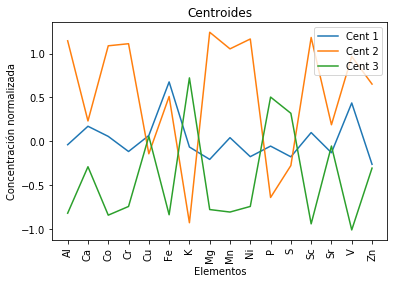 Centroides
Cent 1
Cent 2
Cent 3
Concentración normalizada
1.0
0.5
0.0
−0.5
−1.0
Al Ca Co Cr Cu Fe K Mg Mn Ni P S Sc Sr V Zn
Elementos